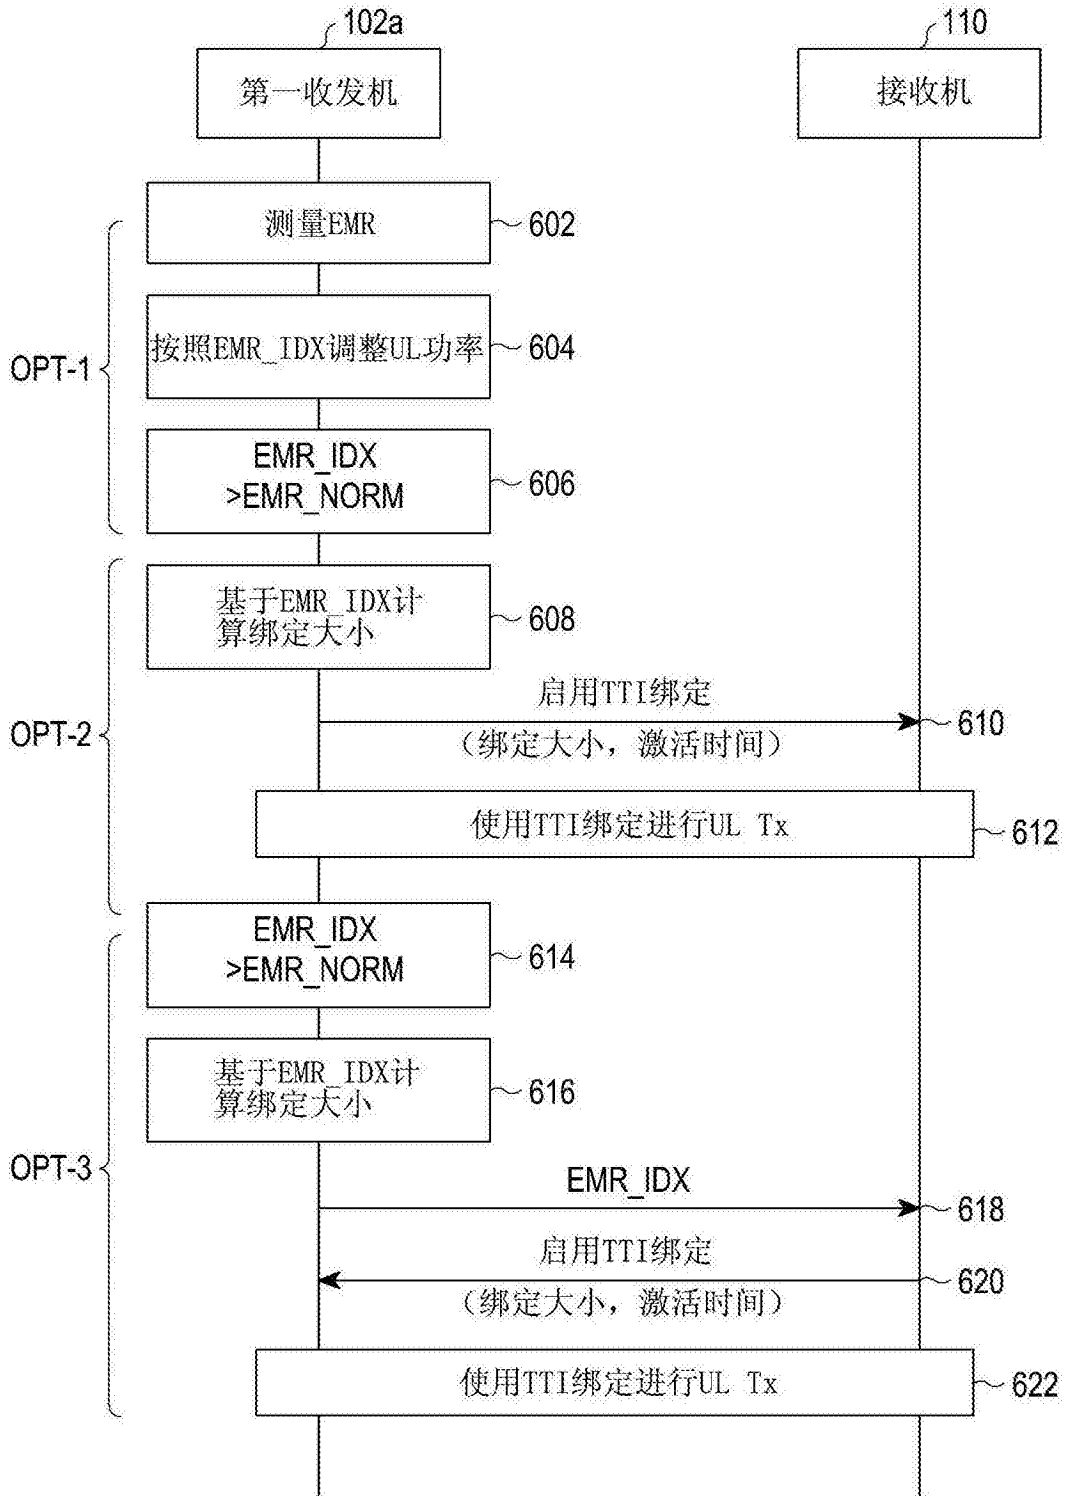 102a
110
第一收发机
接收机
测量EMR
602
按照EMR_IDX调整UL功率
604
OPT-1
EMR_IDX
>EMR_NORM
606
基于EMR_IDX计
算绑定大小
608
启用TTI绑定
610
(绑定大小，激活时间)
OPT-2
使用TTI绑定进行UL Tx
612
EMR_IDX
>EMR_NORM
614
基于EMR_IDX计
算绑定大小
616
OPT-3
EMR_IDX
618
启用TTI绑定
620
(绑定大小，激活时间)
使用TTI绑定进行UL Tx
622